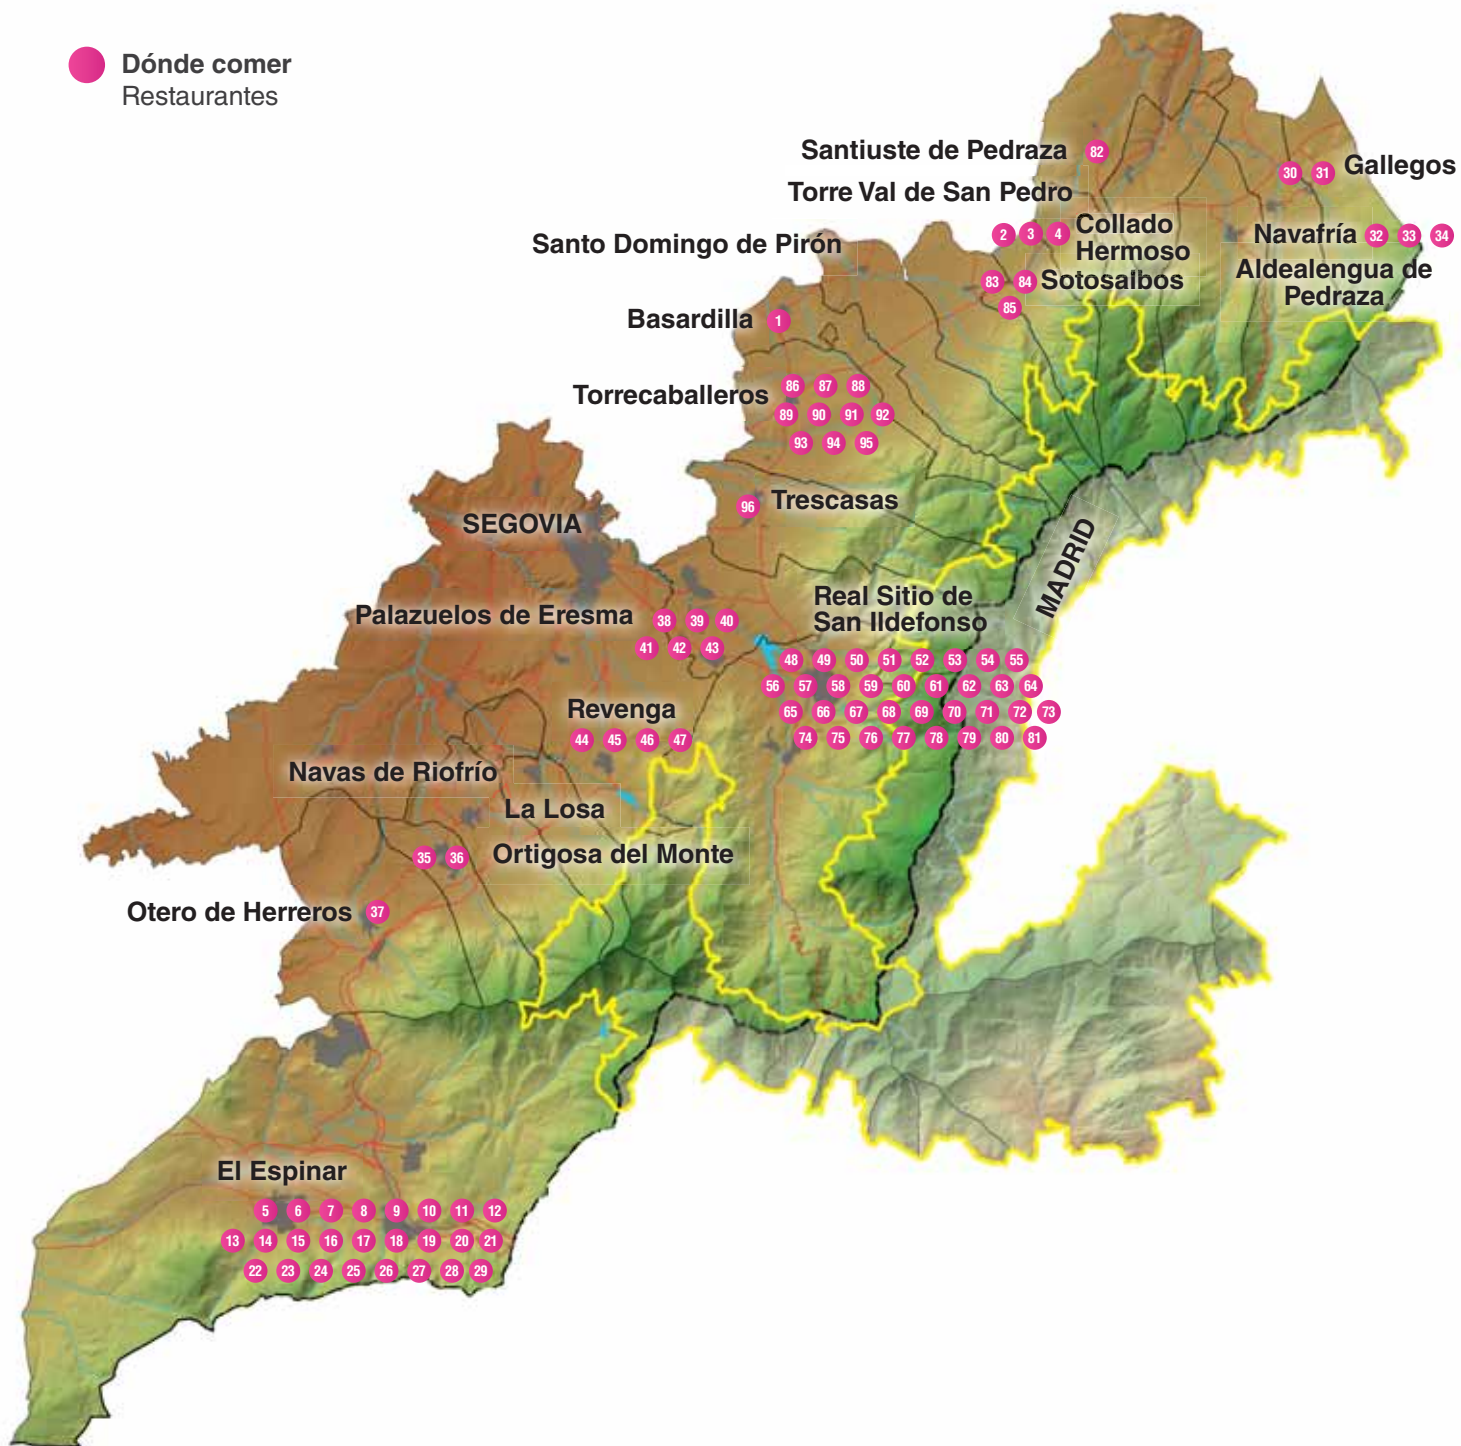 Dónde comer
Restaurantes
Santiuste de Pedraza
82
30 31
Gallegos
Torre Val de San Pedro
2 3 4
Collado
Hermoso
Navafría
32 33 34
Santo Domingo de Pirón
83 84
Sotosalbos
85
Aldealengua de
Pedraza
Basardilla
1
Torrecaballeros
86 87 88
89 90 91 92
93 94 95
96
Trescasas
SEGOVIA
MADRID
Palazuelos de Eresma
38 39 40
41 42 43
Real Sitio de
San Ildefonso
48 49 50 51 52 53 54 55
56 57 58 59 60 61 62 63 64
65 66 67 68 69 70 71 72 73
74 75 76 77 78 79 80 81
Revenga
44 45 46 47
Navas de Riofrío
La Losa
35 36
Ortigosa del Monte
Otero de Herreros
37
El Espinar
5 6 7 8 9 10 11 12
13 14 15 16 17 18 19 20 21
22 23 24 25 26 27 28 29